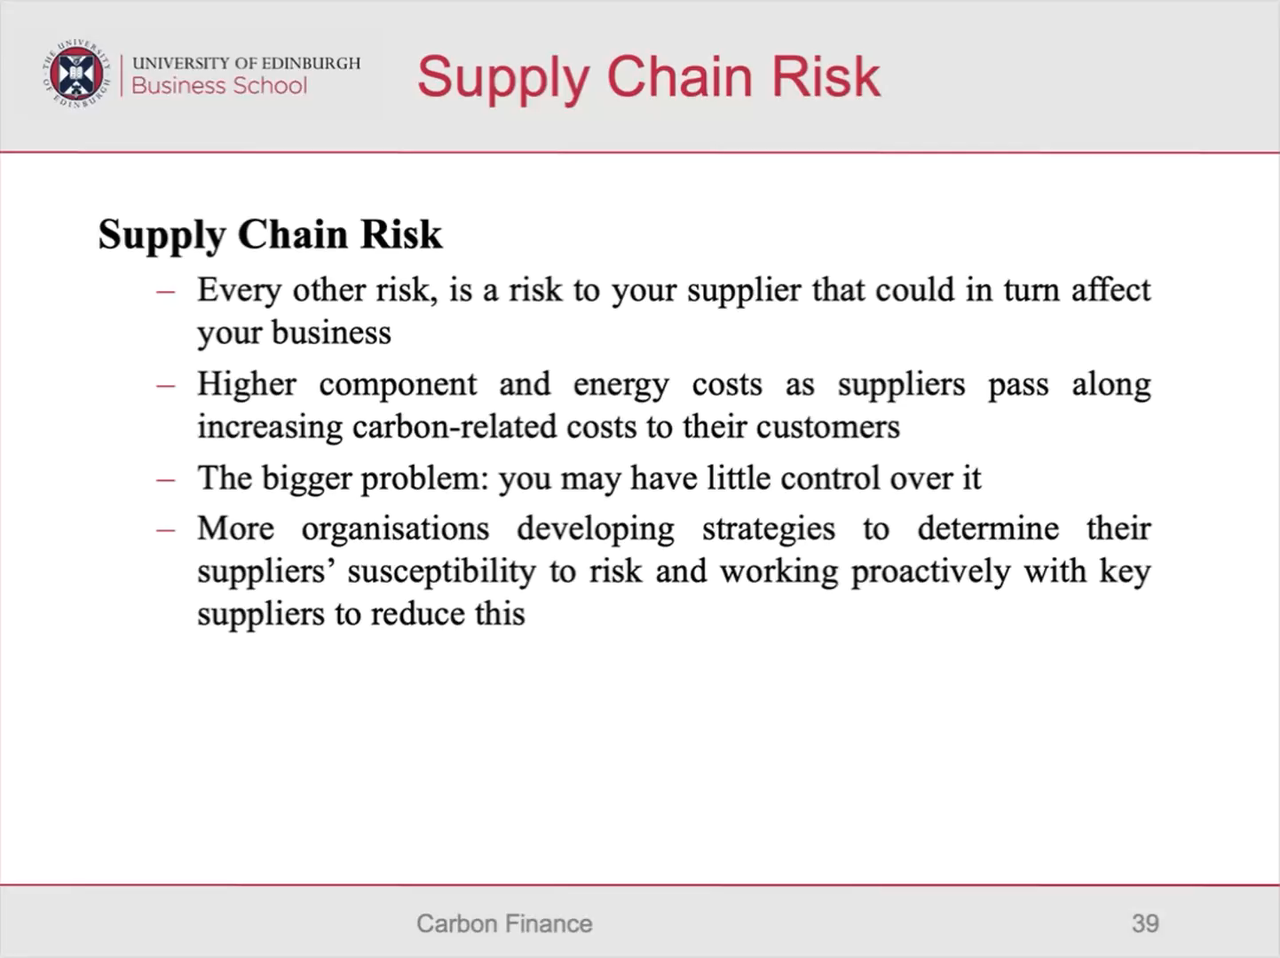 THE UNIVERSITY OF EDINBURGH
UNIVERSITY OF EDINBURGH
Business School
Supply Chain Risk
Supply Chain Risk
– Every other risk, is a risk to your supplier that could in turn affect
your business
– Higher component and energy costs as suppliers pass along
increasing carbon-related costs to their customers
– The bigger problem: you may have little control over it
– More organisations developing strategies to determine their
suppliers’ susceptibility to risk and working proactively with key
suppliers to reduce this
Carbon Finance
39